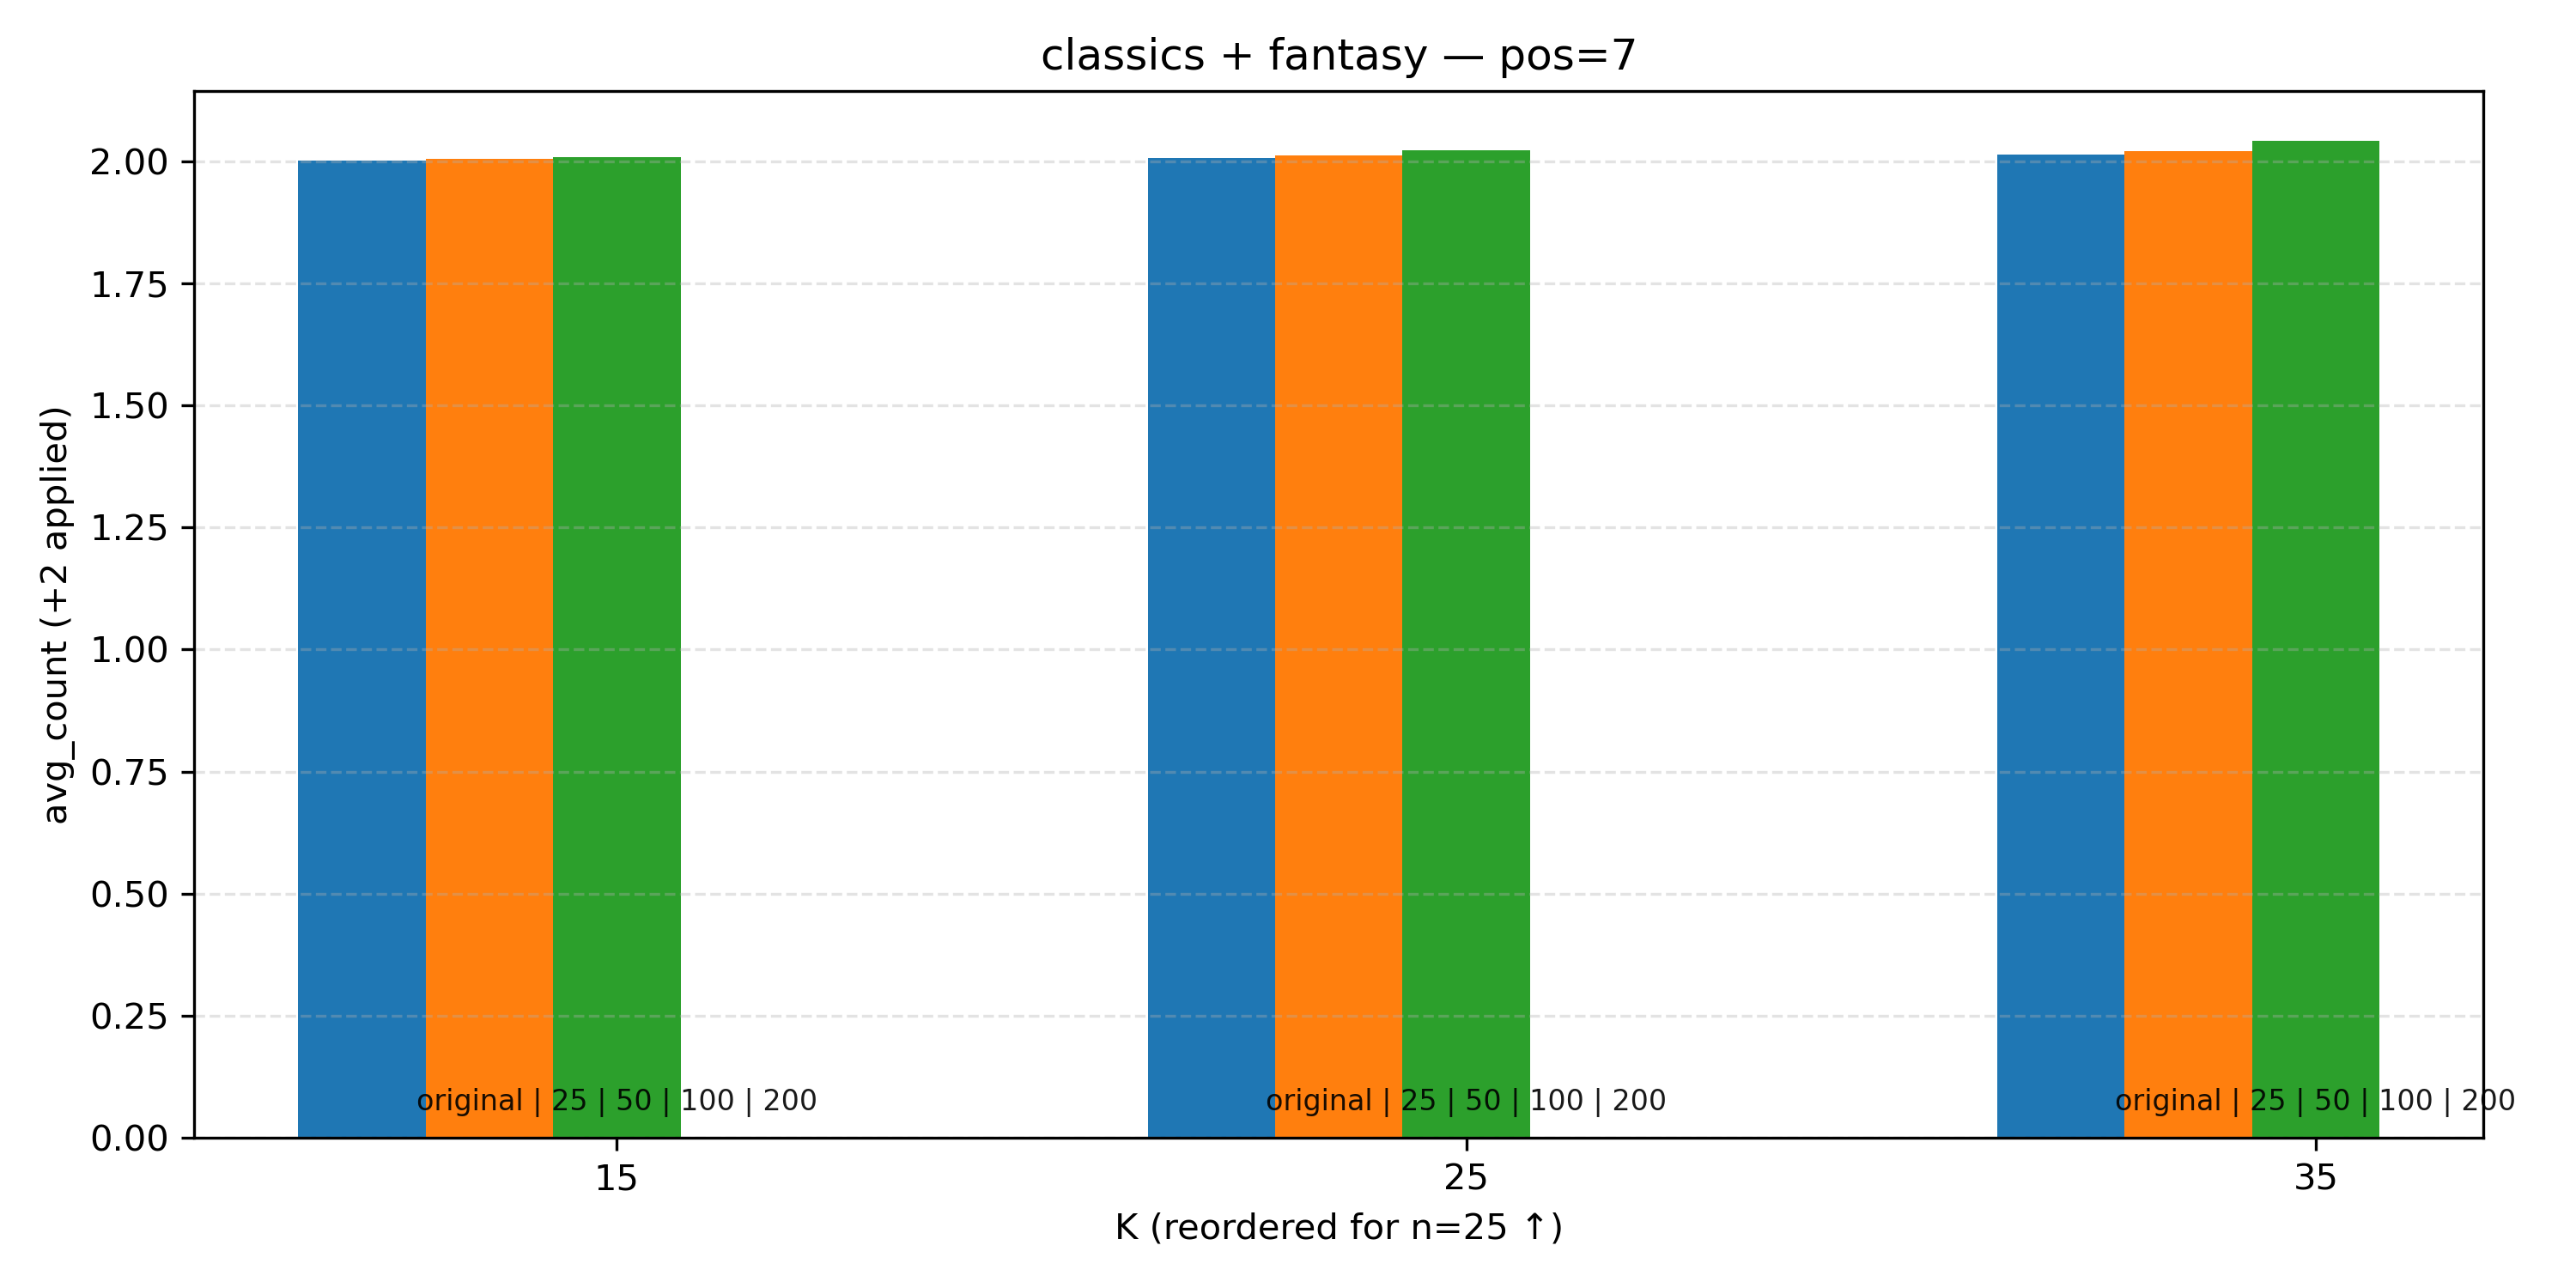 classics + fantasy — pos=7
avg_count (+2 applied)
2.00
1.75
1.50
1.25
1.00
0.75
0.50
0.25
0.00
original | 25 | 50 | 100 | 200
original | 25 | 50 | 100 | 200
original | 25 | 50 | 100 | 200
15
25
35
K (reordered for n=25 ↑)